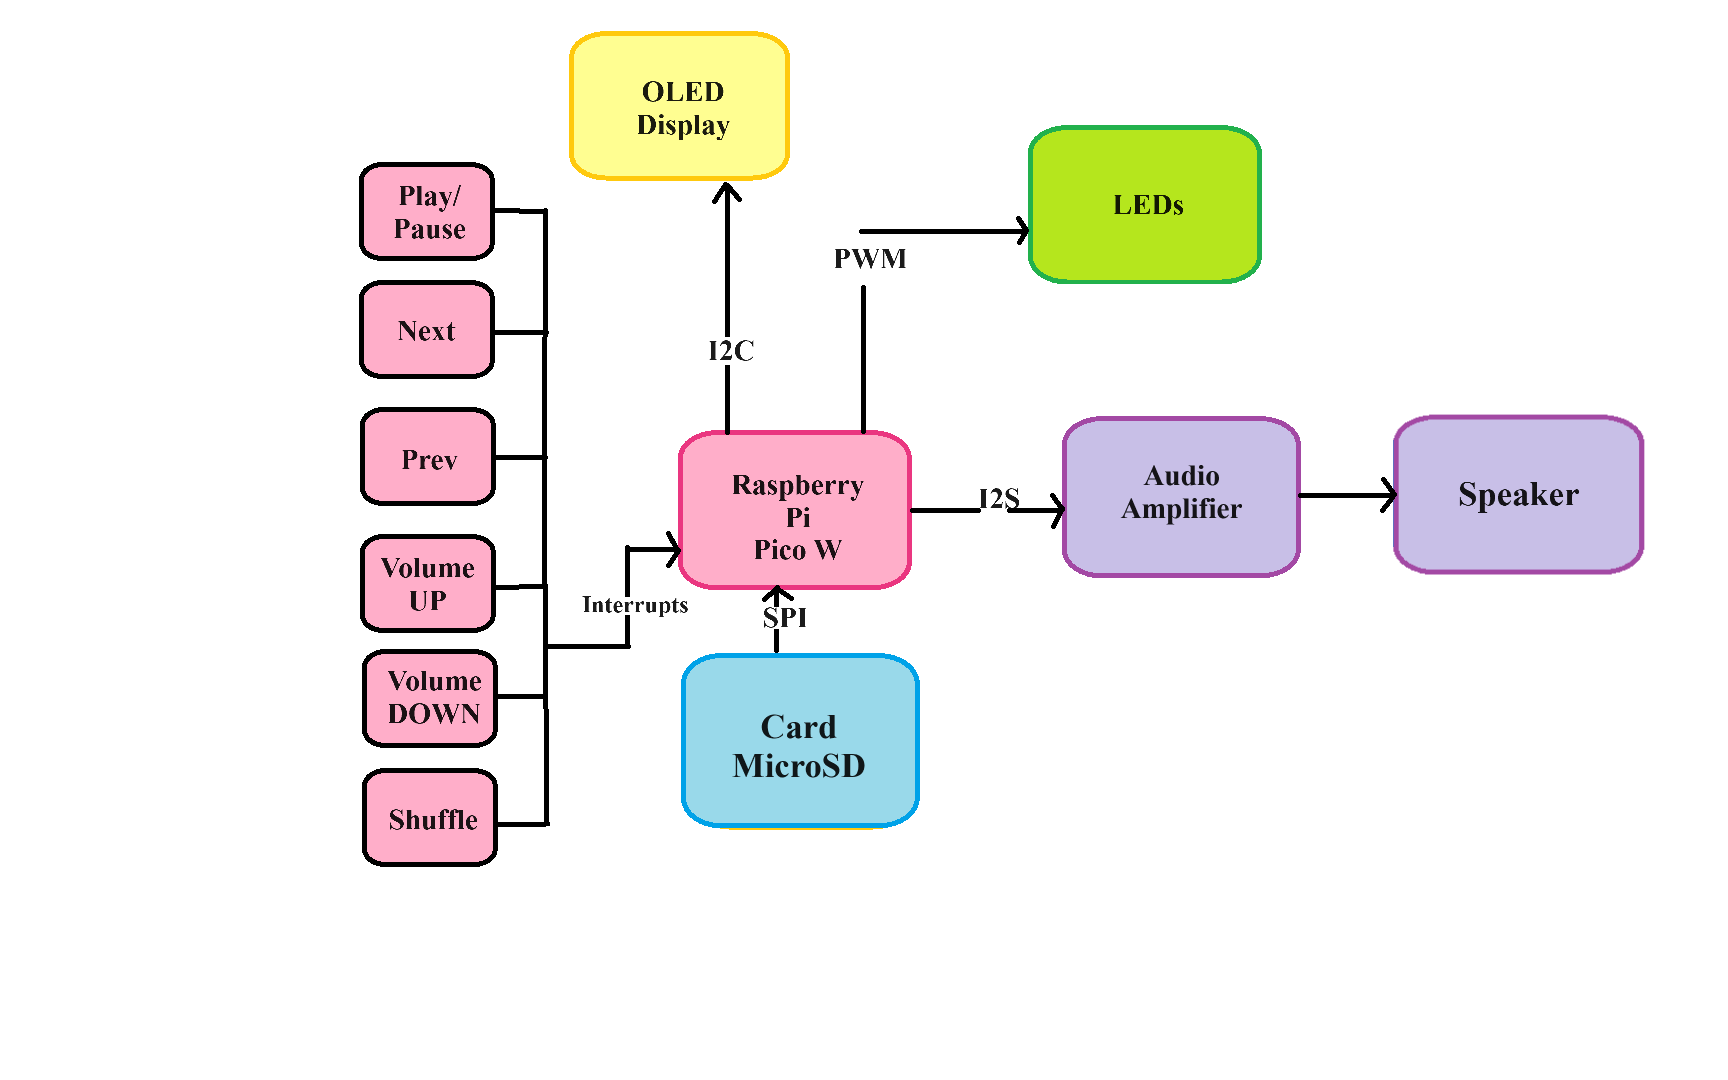 OLED
Display
LEDs
Play/
Pause
PWM
Next
I2C
Prev
Raspberry
Pi
Pico W
I2S
Audio
Amplifier
Speaker
Volume
UP
Interrupts
SPI
Volume
DOWN
Card
MicroSD
Shuffle